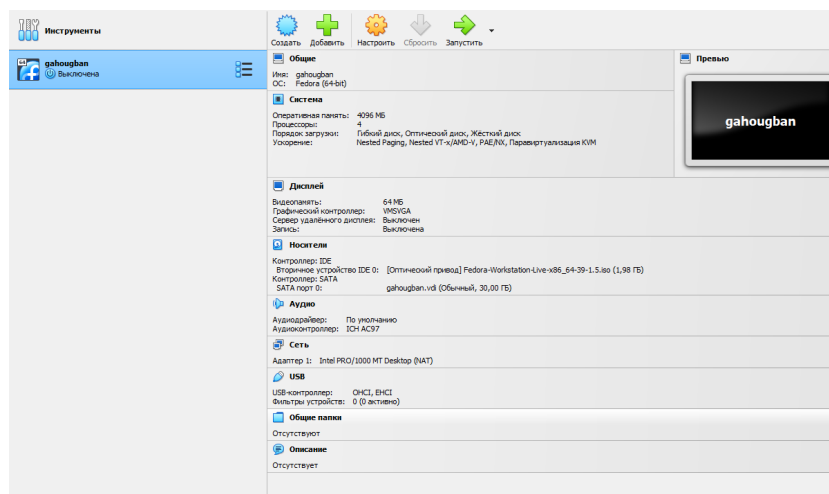 Инструменты
Создать Добавить Настроить Сбросить Запустить
64
gahougban
Выключена
Общие
Имя: gahougban
ОС: Fedora (64-bit)
Система
Оперативная память: 4096 МБ
Процессоры: 4
Порядок загрузки: Гибкий диск, Оптический диск, Жёсткий диск
Ускорение: Nested Paging, Nested VT-x/AMD-V, PAE/NX, Паравиртуализация KVM
Превью
gahougban
Дисплей
Видеопамять: 64 МБ
Графический контроллер: VMSVGA
Сервер удалённого дисплея: Выключен
Запись: Выключена
Носители
Контроллер: IDE
Вторичное устройство IDE 0: [Оптический привод] Fedora-Workstation-Live-x86_64-39-1.5.iso (1,98 ГБ)
Контроллер: SATA
SATA порт 0: gahougban.vdi (Обычный, 30,00 ГБ)
Аудио
Аудиодрайвер: По умолчанию
Аудиоконтроллер: ICH AC97
Сеть
Адаптер 1: Intel PRO/1000 MT Desktop (NAT)
USB
USB-контроллер: OHCI, EHCI
Фильтры устройств: 0 (0 активно)
Общие папки
Отсутствуют
Описание
Отсутствует